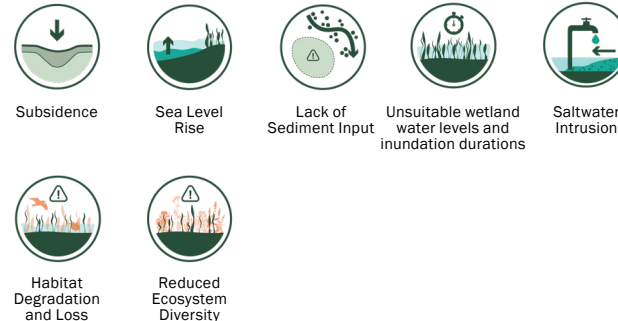 Subsidence
Sea Level
Rise
Lack of
Sediment Input
Unsuitable wetland
water levels and
inundation durations
Saltwater
Intrusion
Habitat
Degradation
and Loss
Reduced
Ecosystem
Diversity